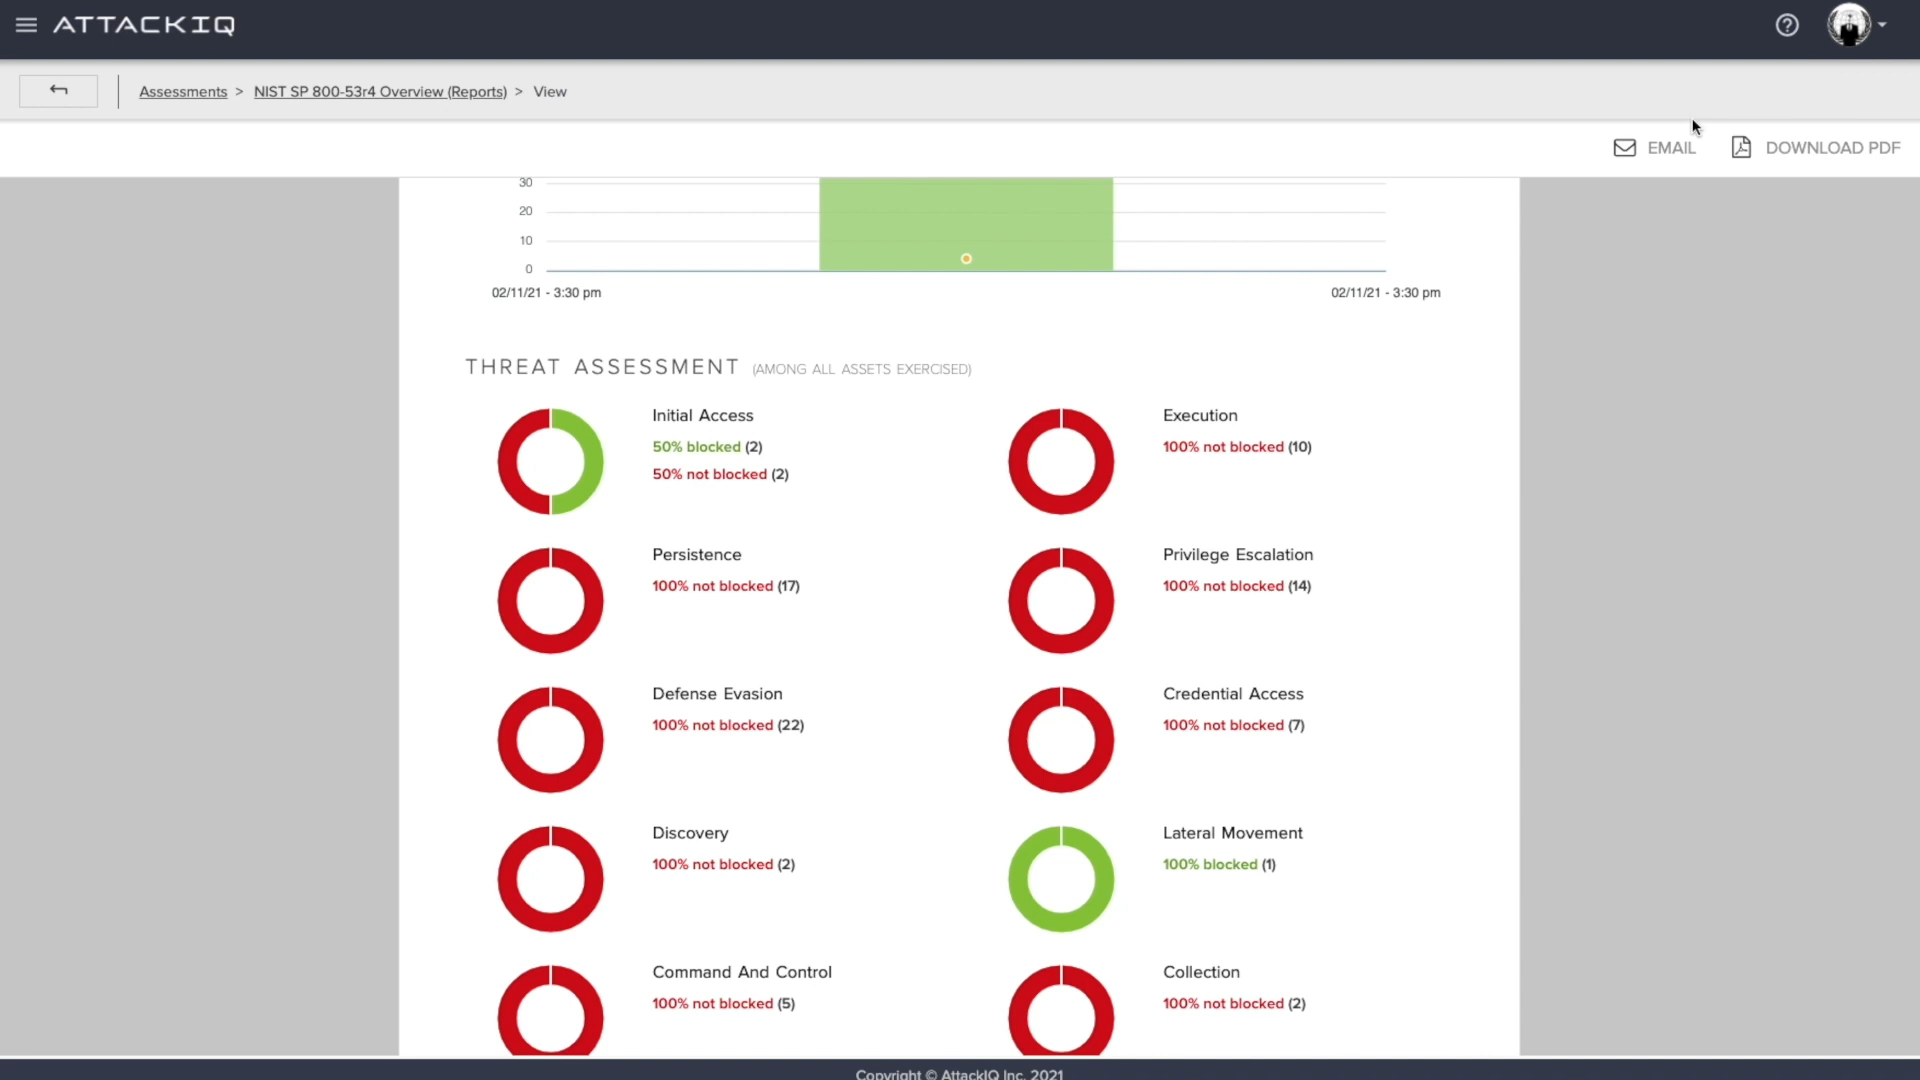 ATTACKIQ
Assessments > NIST SP 800-53r4 Overview (Reports) > View
EMAIL DOWNLOAD PDF
30
20
10
0
02/11/21 - 3:30 pm 02/11/21 - 3:30 pm
THREAT ASSESSMENT (AMONG ALL ASSETS EXERCISED)
Initial Access
50% blocked (2)
50% not blocked (2)
Execution
100% not blocked (10)
Persistence
100% not blocked (17)
Privilege Escalation
100% not blocked (14)
Defense Evasion
100% not blocked (22)
Credential Access
100% not blocked (7)
Discovery
100% not blocked (2)
Lateral Movement
100% blocked (1)
Command And Control
100% not blocked (5)
Collection
100% not blocked (2)
Copyright © AttackIQ Inc. 2021